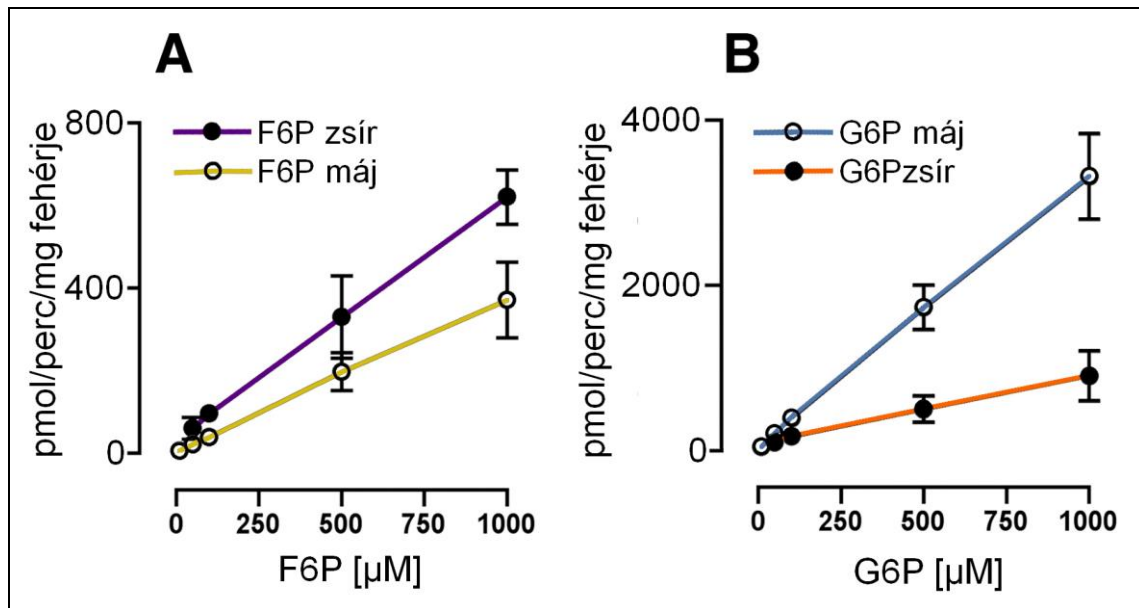 A
pmol/perc/mg fehérje
800
400
0
F6P zsír
F6P máj
0 250 500 750 1000
F6P [µM]
B
pmol/perc/mg fehérje
4000
2000
0
G6P máj
G6Pzsír
0 250 500 750 1000
G6P [µM]